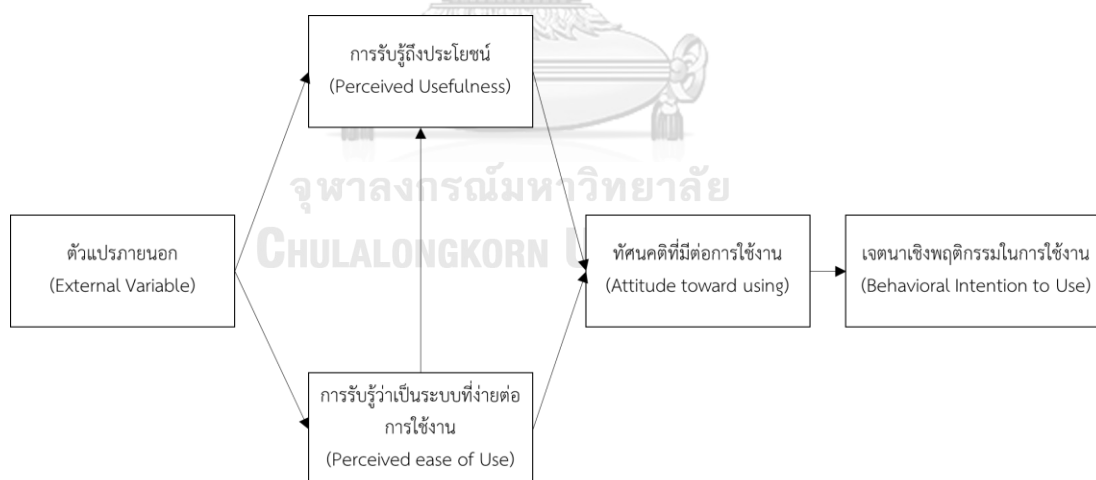 การรับรู้ถึงประโยชน์
(Perceived Usefulness)
จุฬาลงกรณ์มหาวิทยาลัย
CHULALONGKORN U
ตัวแปรภายนอก
(External Variable)
ทัศนคติที่มีต่อการใช้งาน
(Attitude toward using)
เจตนาเชิงพฤติกรรมในการใช้งาน
(Behavioral Intention to Use)
การรับรู้ว่าเป็นระบบที่ง่ายต่อ
การใช้งาน
(Perceived ease of Use)